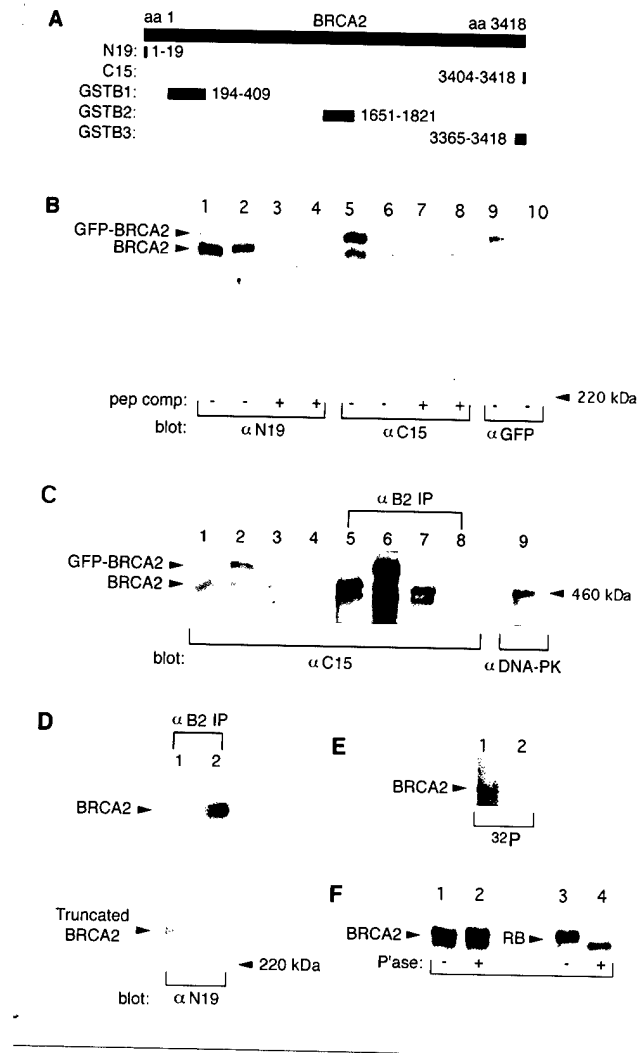 A
aa 1 BRCA2 aa 3418
N19: 1-19
C15: 3404-3418
GSTB1: 194-409
GSTB2: 1651-1821
GSTB3: 3365-3418
B
1 2 3 4 5 6 7 8 9 10
GFP-BRCA2
BRCA2
220 kDa
pep comp: - - + + - - + + - -
blot: αN19 αC15 αGFP
C
α B2 IP
1 2 3 4 5 6 7 8 9
GFP-BRCA2
BRCA2
460 kDa
blot: αC15 αDNA-PK
D
α B2 IP
1 2
BRCA2
Truncated
BRCA2
220 kDa
blot: αN19
E
1 2
BRCA2
32P
F
1 2 3 4
BRCA2 RB
P'ase: - + - +